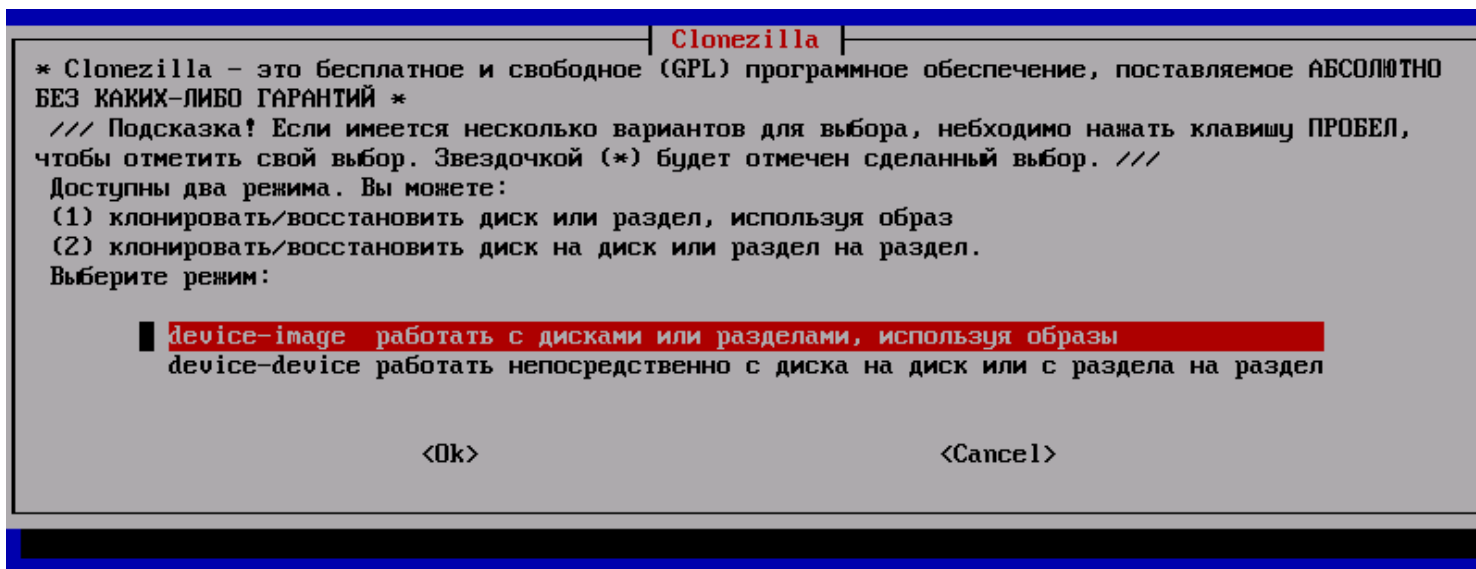 Clonezilla
* Clonezilla – это бесплатное и свободное (GPL) программное обеспечение, поставляемое АБСОЛЮТНО
БЕЗ КАКИХ-ЛИБО ГАРАНТИЙ *
/// Подсказка! Если имеется несколько вариантов для выбора, небходимо нажать клавишу ПРОБЕЛ,
чтобы отметить свой выбор. Звездочкой (*) будет отмечен сделанный выбор. ///
Доступны два режима. Вы можете:
(1) клонировать/восстановить диск или раздел, используя образ
(2) клонировать/восстановить диск на диск или раздел на раздел.
Выберите режим:
device-image работать с дисками или разделами, используя образы
device-device работать непосредственно с диска на диск или с раздела на раздел
<Ok> <Cancel>